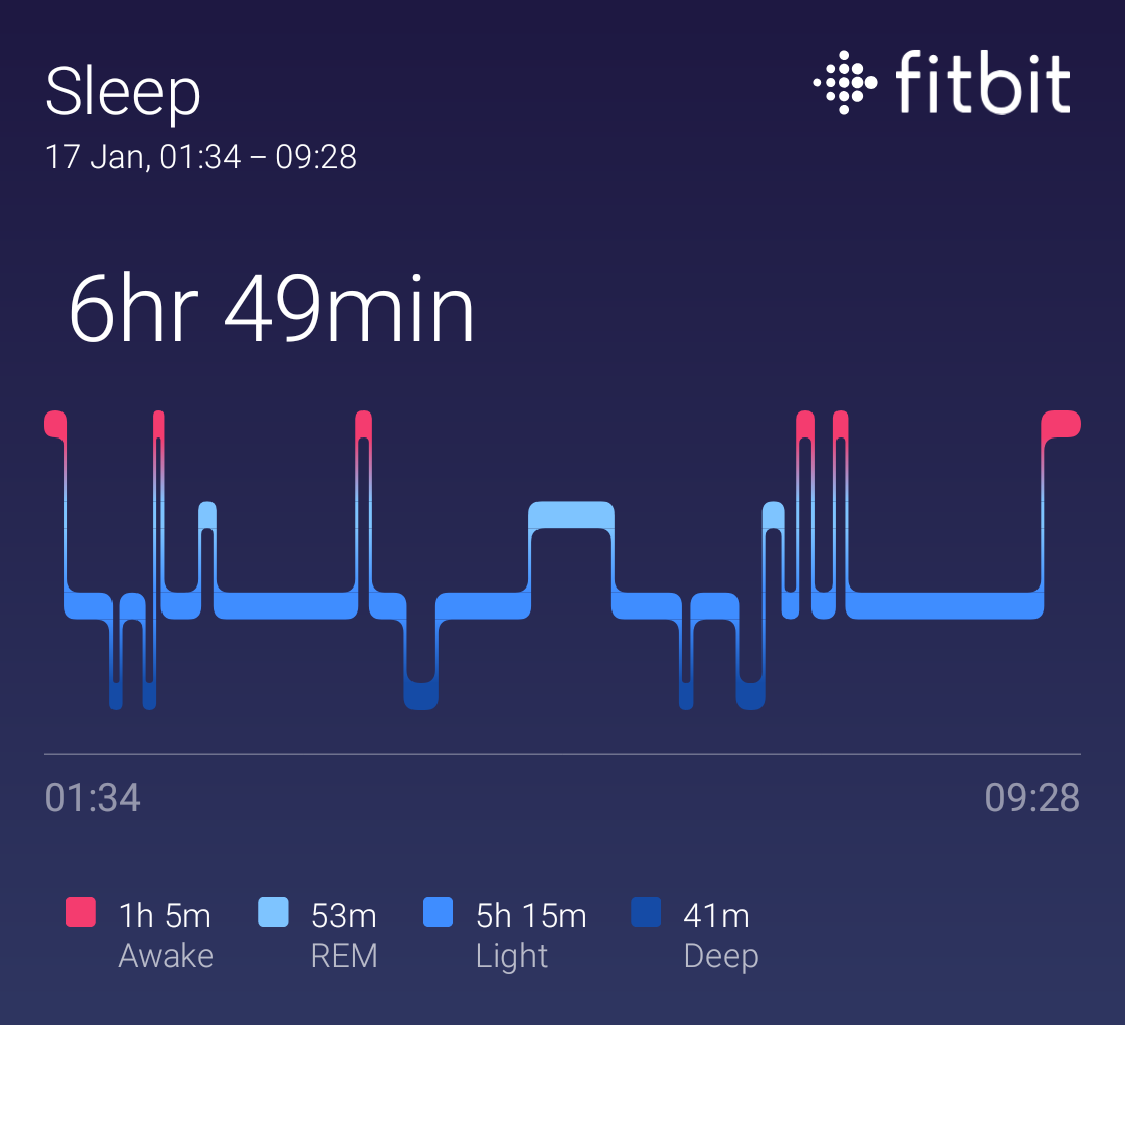 Sleep
fitbit
17 Jan, 01:34 – 09:28
6hr 49min
01:34
09:28
1h 5m
Awake
53m
REM
5h 15m
Light
41m
Deep